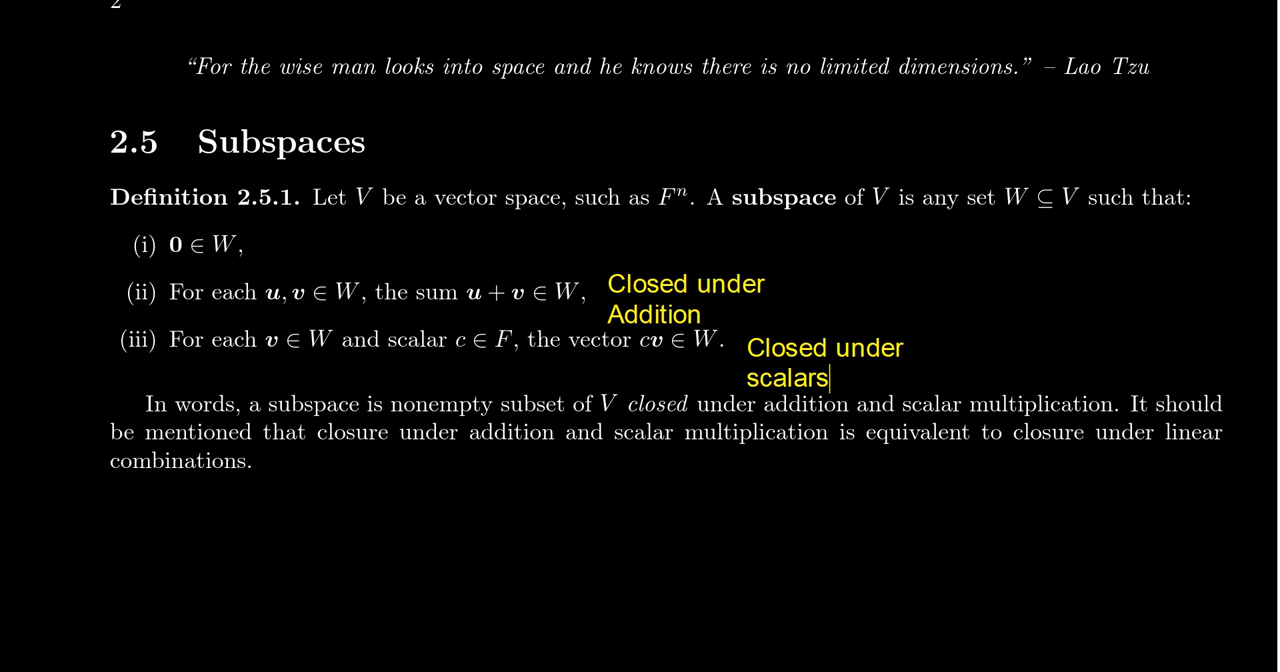 2
“For the wise man looks into space and he knows there is no limited dimensions.” – Lao Tzu
2.5 Subspaces
Definition 2.5.1. Let V be a vector space, such as Fⁿ. A subspace of V is any set W ⊆ V such that:
(i) 0 ∈ W,
(ii) For each u, v ∈ W, the sum u + v ∈ W,
Closed under
Addition
(iii) For each v ∈ W and scalar c ∈ F, the vector cv ∈ W.
Closed under
scalars
In words, a subspace is nonempty subset of V closed under addition and scalar multiplication. It should
be mentioned that closure under addition and scalar multiplication is equivalent to closure under linear
combinations.